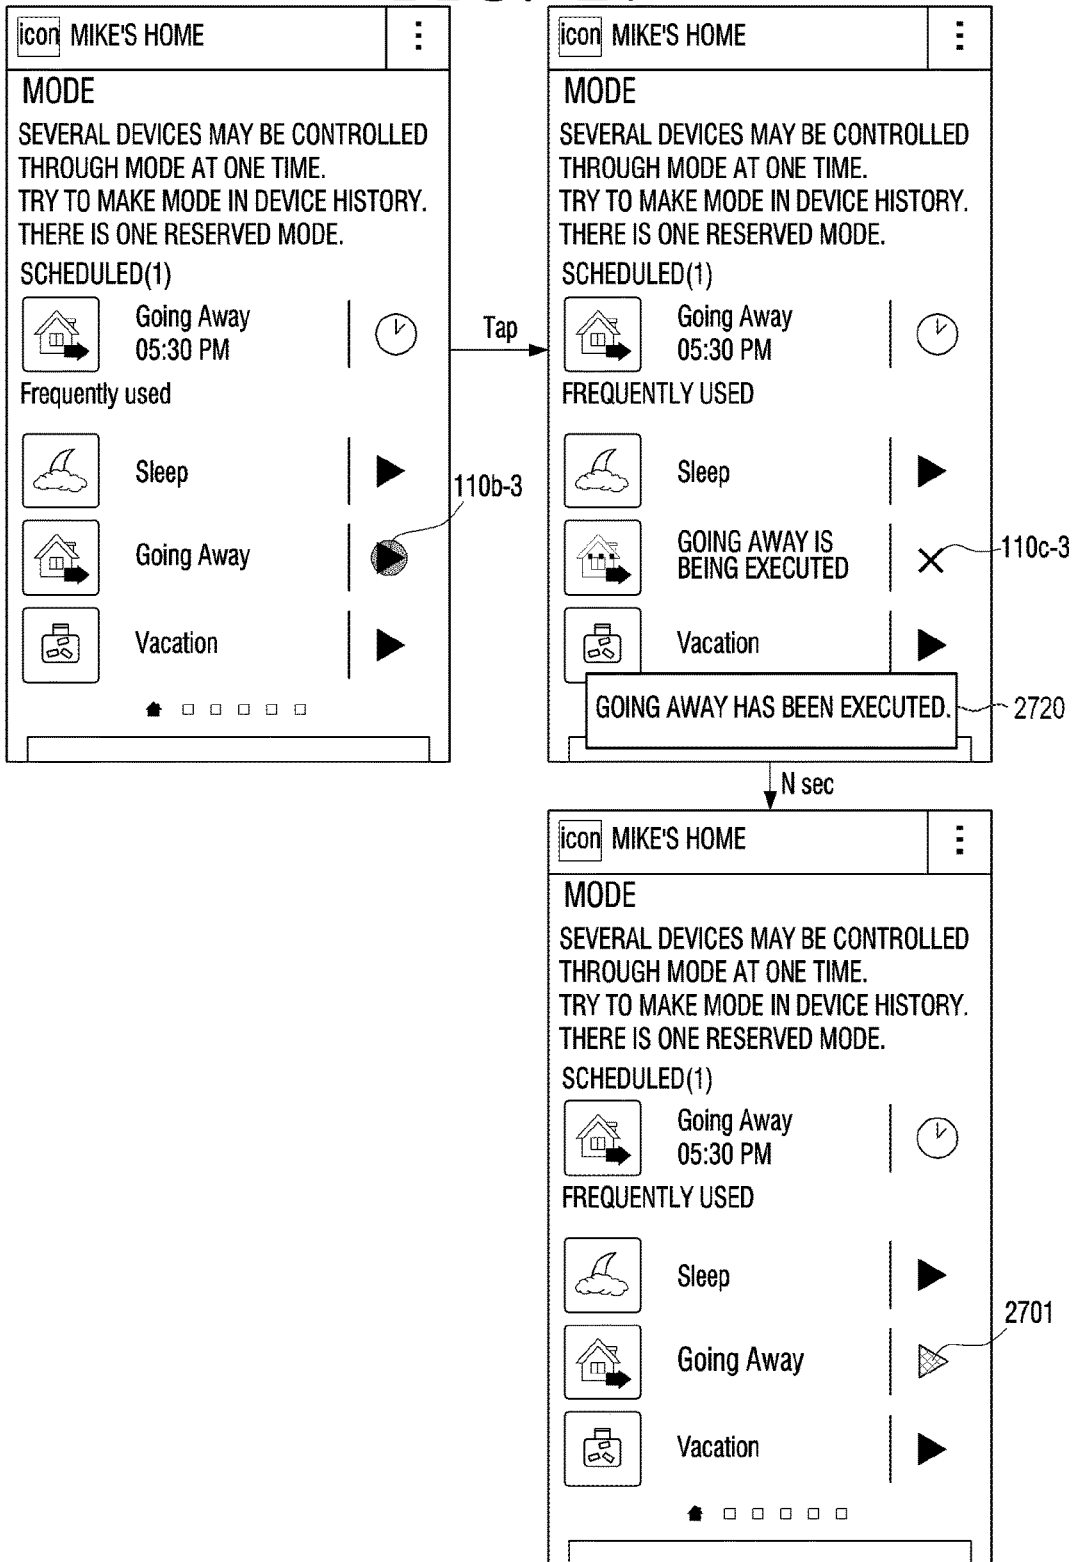 icon MIKE'S HOME
MODE
SEVERAL DEVICES MAY BE CONTROLLED
THROUGH MODE AT ONE TIME.
TRY TO MAKE MODE IN DEVICE HISTORY.
THERE IS ONE RESERVED MODE.
SCHEDULED(1)
Going Away
05:30 PM
Frequently used
Sleep
110b-3
Going Away
Vacation
Tap
icon MIKE'S HOME
MODE
SEVERAL DEVICES MAY BE CONTROLLED
THROUGH MODE AT ONE TIME.
TRY TO MAKE MODE IN DEVICE HISTORY.
THERE IS ONE RESERVED MODE.
SCHEDULED(1)
Going Away
05:30 PM
FREQUENTLY USED
Sleep
GOING AWAY IS
BEING EXECUTED
110c-3
Vacation
GOING AWAY HAS BEEN EXECUTED.
2720
N sec
icon MIKE'S HOME
MODE
SEVERAL DEVICES MAY BE CONTROLLED
THROUGH MODE AT ONE TIME.
TRY TO MAKE MODE IN DEVICE HISTORY.
THERE IS ONE RESERVED MODE.
SCHEDULED(1)
Going Away
05:30 PM
FREQUENTLY USED
Sleep
2701
Going Away
Vacation